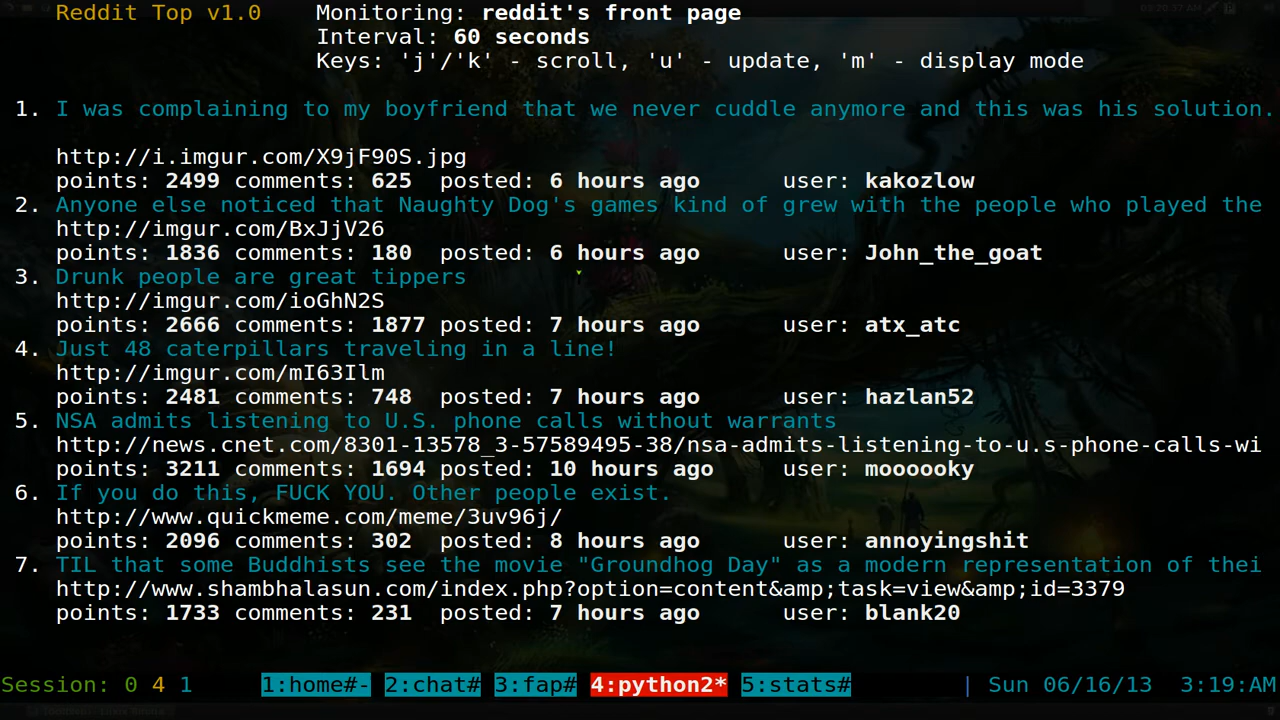 Reddit Top v1.0 Monitoring: reddit's front page
Interval: 60 seconds
Keys: 'j'/'k' - scroll, 'u' - update, 'm' - display mode
1. I was complaining to my boyfriend that we never cuddle anymore and this was his solution.
http://i.imgur.com/X9jF90S.jpg
points: 2499 comments: 625 posted: 6 hours ago user: kakozlow
2. Anyone else noticed that Naughty Dog's games kind of grew with the people who played the
http://imgur.com/BxJjV26
points: 1836 comments: 180 posted: 6 hours ago user: John_the_goat
3. Drunk people are great tippers
http://imgur.com/ioGhN2S
points: 2666 comments: 1877 posted: 7 hours ago user: atx_atc
4. Just 48 caterpillars traveling in a line!
http://imgur.com/mI63Ilm
points: 2481 comments: 748 posted: 7 hours ago user: hazlan52
5. NSA admits listening to U.S. phone calls without warrants
http://news.cnet.com/8301-13578_3-57589495-38/nsa-admits-listening-to-u.s-phone-calls-wi
points: 3211 comments: 1694 posted: 10 hours ago user: moooooky
6. If you do this, FUCK YOU. Other people exist.
http://www.quickmeme.com/meme/3uv96j/
points: 2096 comments: 302 posted: 8 hours ago user: annoyingshit
7. TIL that some Buddhists see the movie "Groundhog Day" as a modern representation of thei
http://www.shambhalasun.com/index.php?option=content&amp;task=view&amp;id=3379
points: 1733 comments: 231 posted: 7 hours ago user: blank20
Session: 0 4 1 1:home#- 2:chat# 3:fap# 4:python2* 5:stats# | Sun 06/16/13 3:19:AM